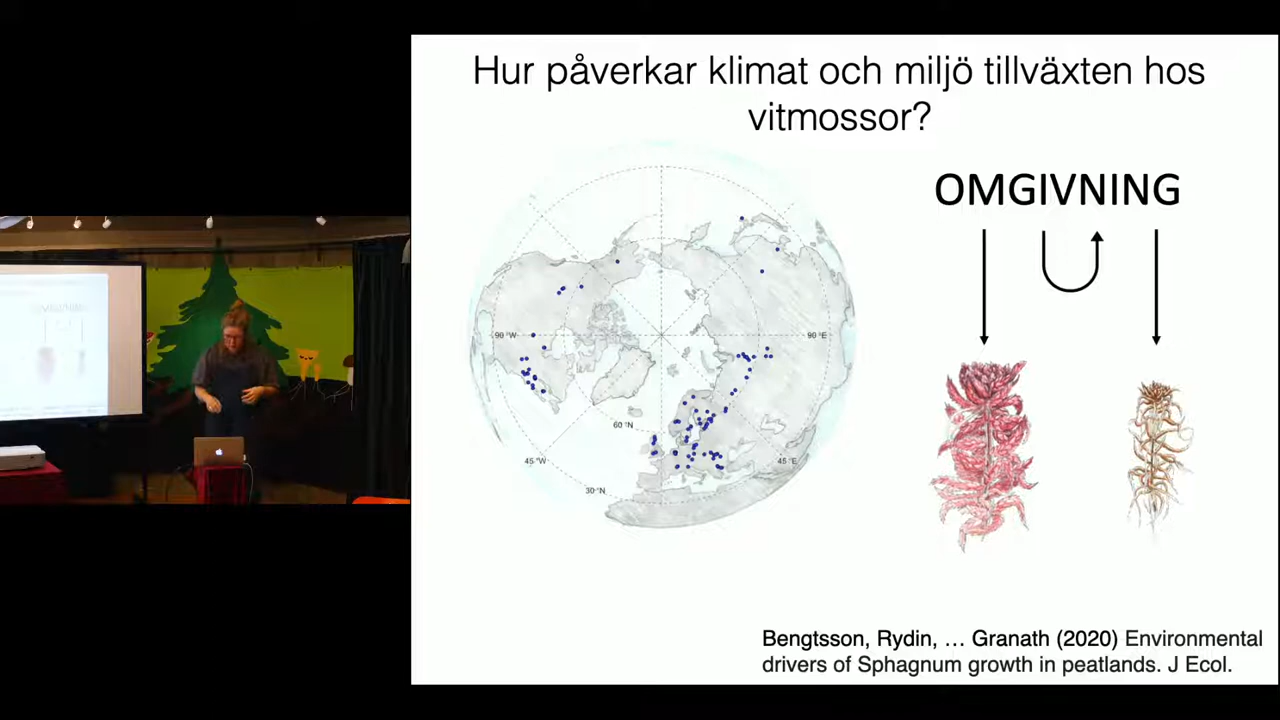 Hur påverkar klimat och miljö tillväxten hos
vitmossor?
OMGIVNING
90 °W
90 °E
60 °N
45 °W
45 °E
30 °N
Bengtsson, Rydin, … Granath (2020) Environmental
drivers of Sphagnum growth in peatlands. J Ecol.